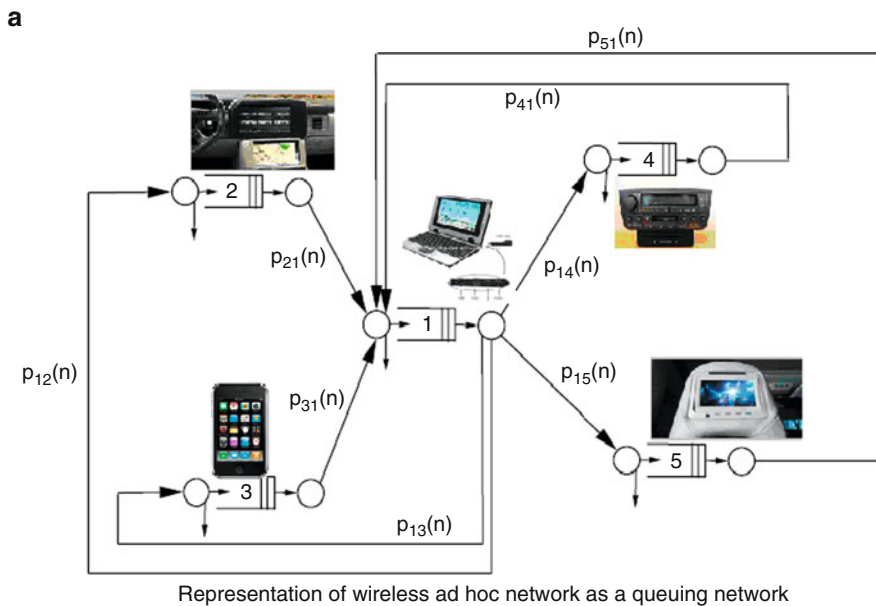 a
p51(n)
p41(n)
2
4
p21(n)
p14(n)
1
p12(n)
p31(n)
p15(n)
3
5
p13(n)
Representation of wireless ad hoc network as a queuing network